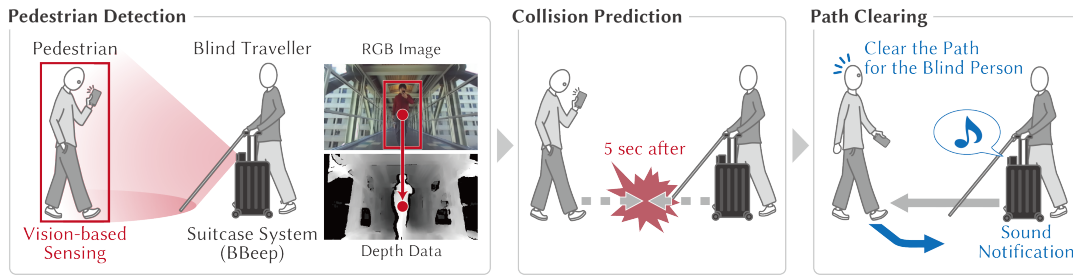 Pedestrian Detection
Pedestrian
Blind Traveller
RGB Image
Vision-based
Sensing
Suitcase System
(BBeep)
Depth Data
Collision Prediction
5 sec after
Path Clearing
Clear the Path
for the Blind Person
Sound
Notification